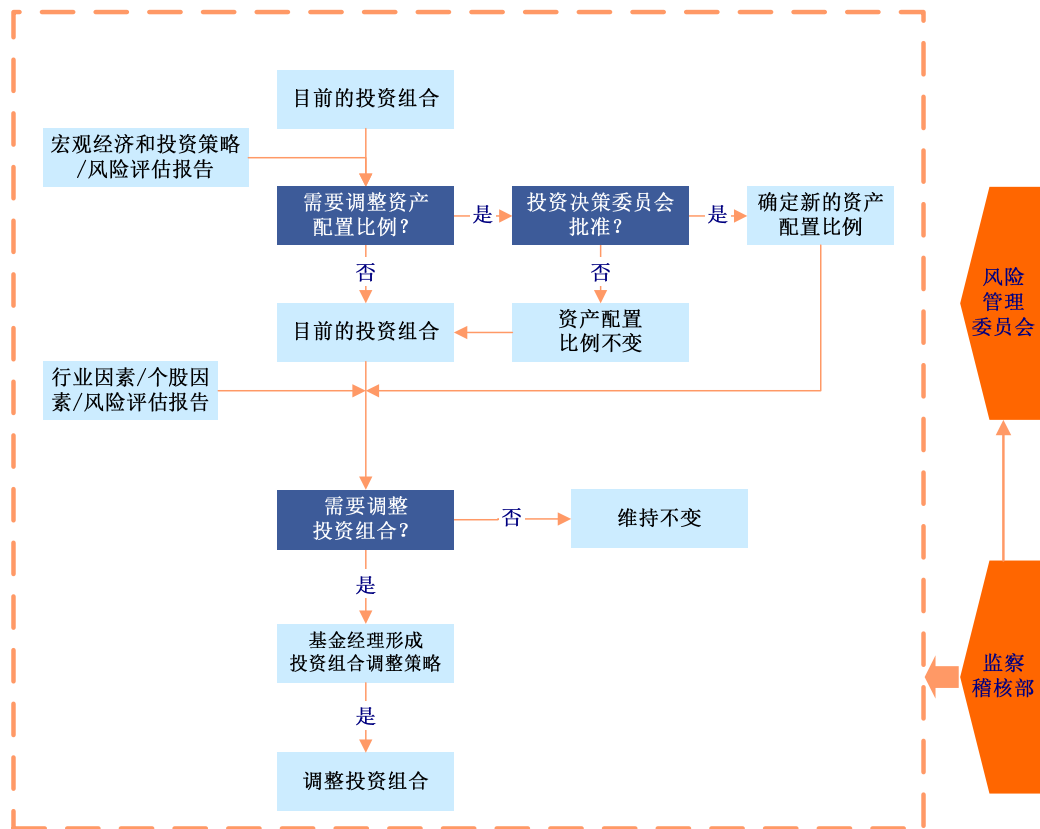 目前的投资组合
宏观经济和投资策略
/风险评估报告
需要调整资产
配置比例？
是
投资决策委员会
批准？
是
确定新的资产
配置比例
否
否
目前的投资组合
资产配置
比例不变
风险
管理
委员会
行业因素/个股因
素/风险评估报告
需要调整
投资组合？
否
维持不变
是
基金经理形成
投资组合调整策略
监察
稽核部
是
调整投资组合